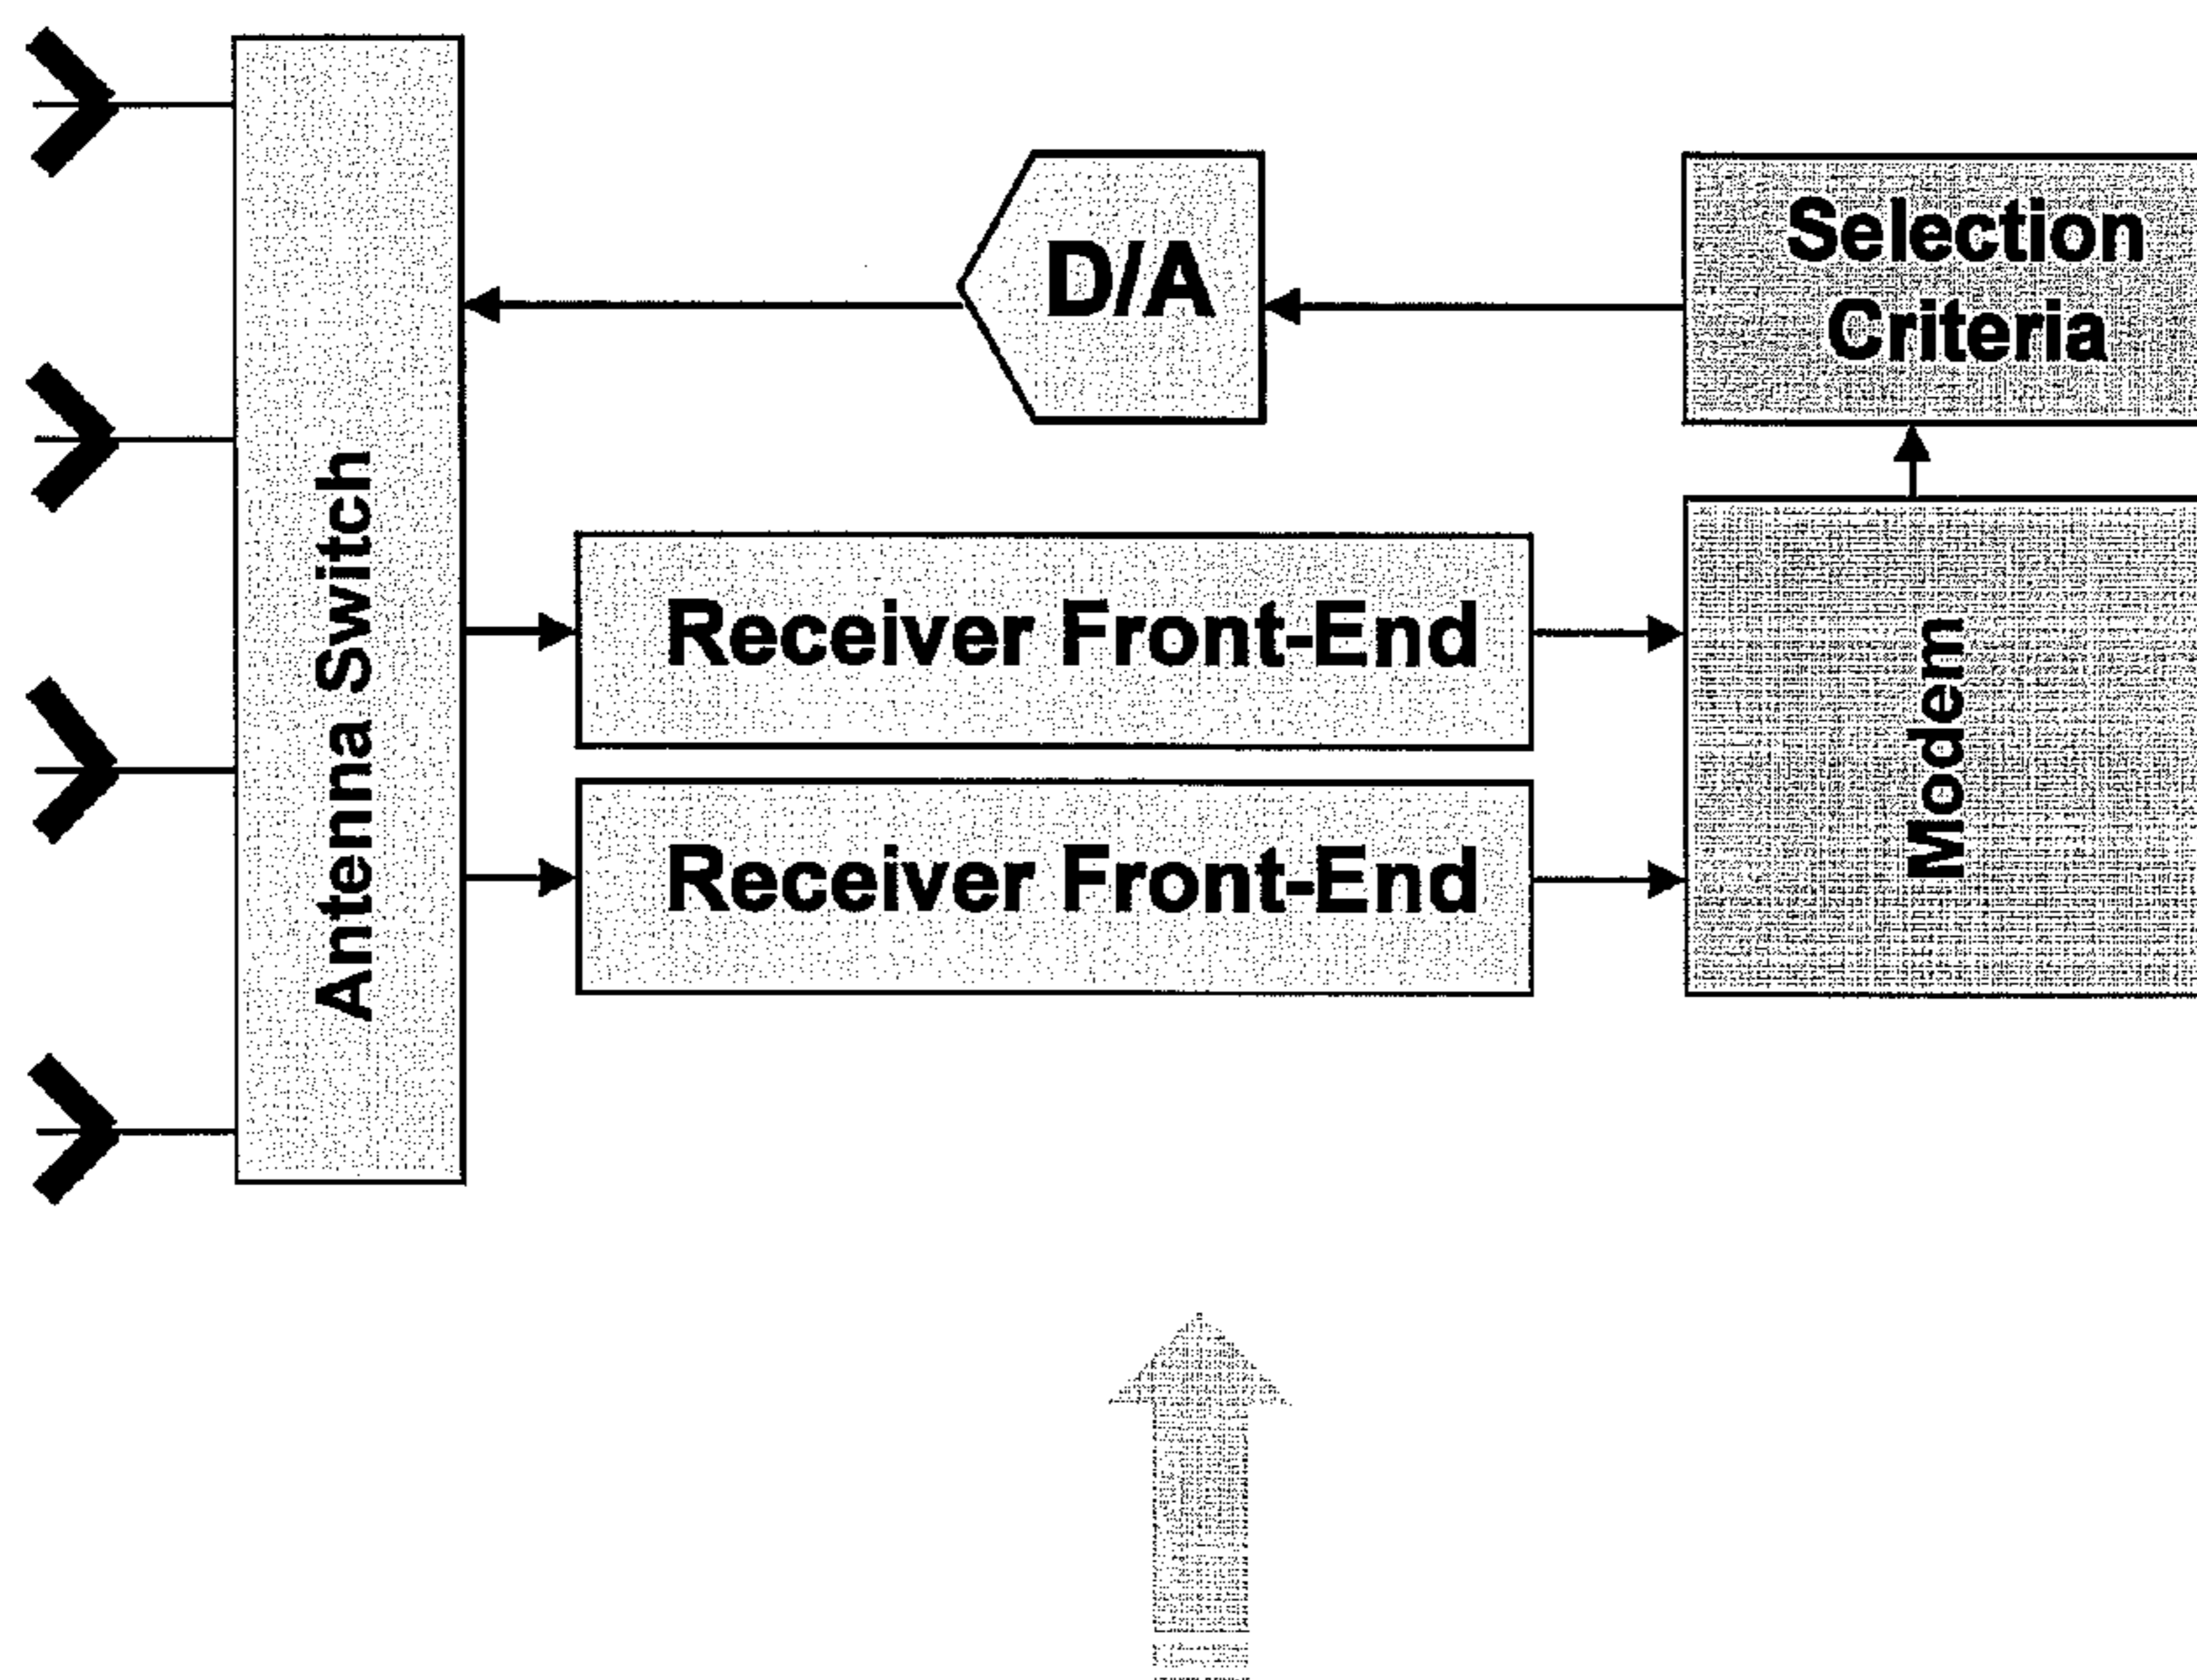 D/A
Selection
Criteria
Antenna Switch
Receiver Front-End
Modem
Receiver Front-End